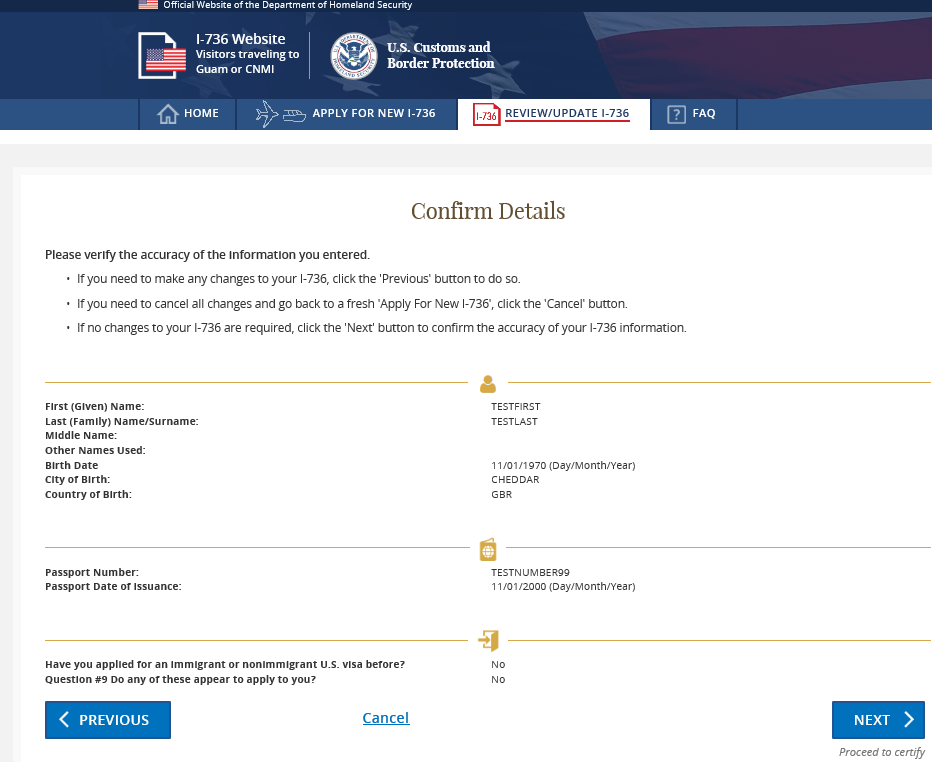 Official Website of the Department of Homeland Security
I-736 Website
Visitors traveling to
Guam or CNMI
U.S. Customs and
Border Protection
HOME
APPLY FOR NEW I-736
I-736
REVIEW/UPDATE I-736
?
FAQ
Confirm Details
Please verify the accuracy of the information you entered.
• If you need to make any changes to your I-736, click the 'Previous' button to do so.
• If you need to cancel all changes and go back to a fresh 'Apply For New I-736', click the 'Cancel' button.
• If no changes to your I-736 are required, click the 'Next' button to confirm the accuracy of your I-736 information.
First (Given) Name: TESTFIRST
Last (Family) Name/Surname: TESTLAST
Middle Name:
Other Names Used:
Birth Date 11/01/1970 (Day/Month/Year)
City of Birth: CHEDDAR
Country of Birth: GBR
Passport Number: TESTNUMBER99
Passport Date of Issuance: 11/01/2000 (Day/Month/Year)
Have you applied for an immigrant or nonimmigrant U.S. visa before? No
Question #9 Do any of these appear to apply to you? No
PREVIOUS
Cancel
NEXT
Proceed to certify